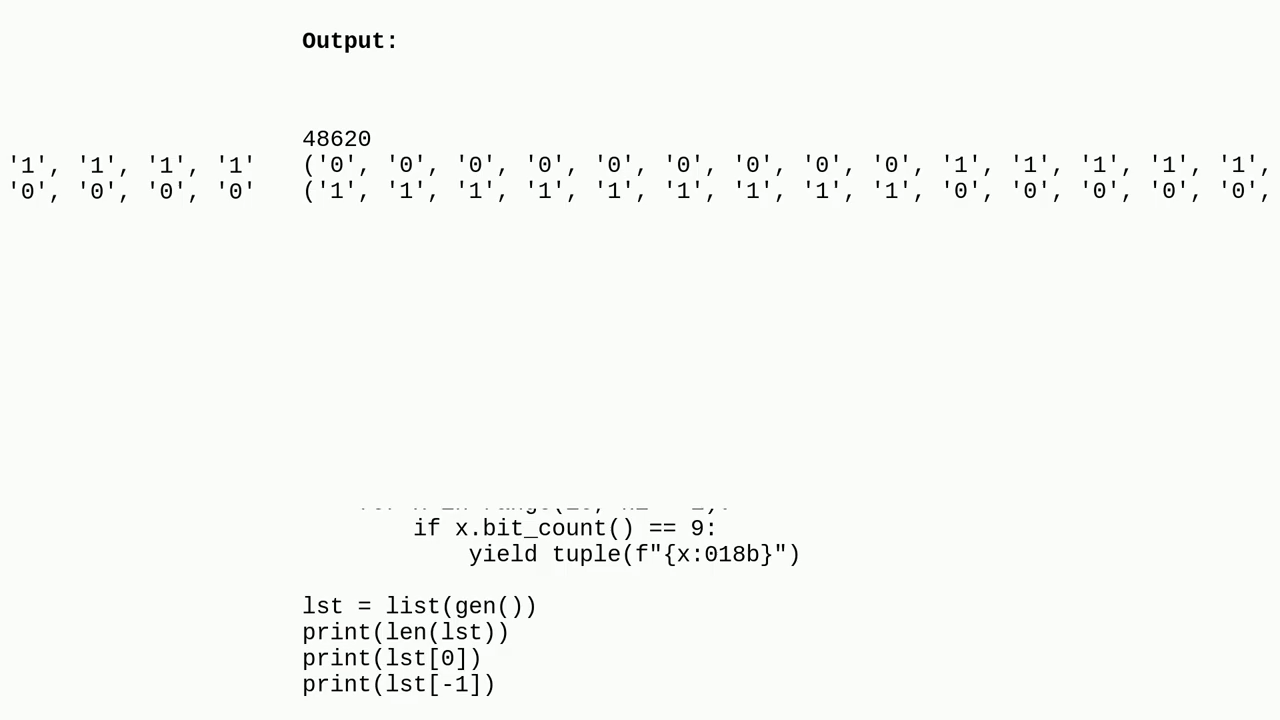 Output:
48620
'1', '1', '1', '1' ('0', '0', '0', '0', '0', '0', '0', '0', '0', '1', '1', '1', '1', '1',
'0', '0', '0', '0' ('1', '1', '1', '1', '1', '1', '1', '1', '1', '0', '0', '0', '0', '0',
if x.bit_count() == 9:
yield tuple(f"{x:018b}")
lst = list(gen())
print(len(lst))
print(lst[0])
print(lst[-1])